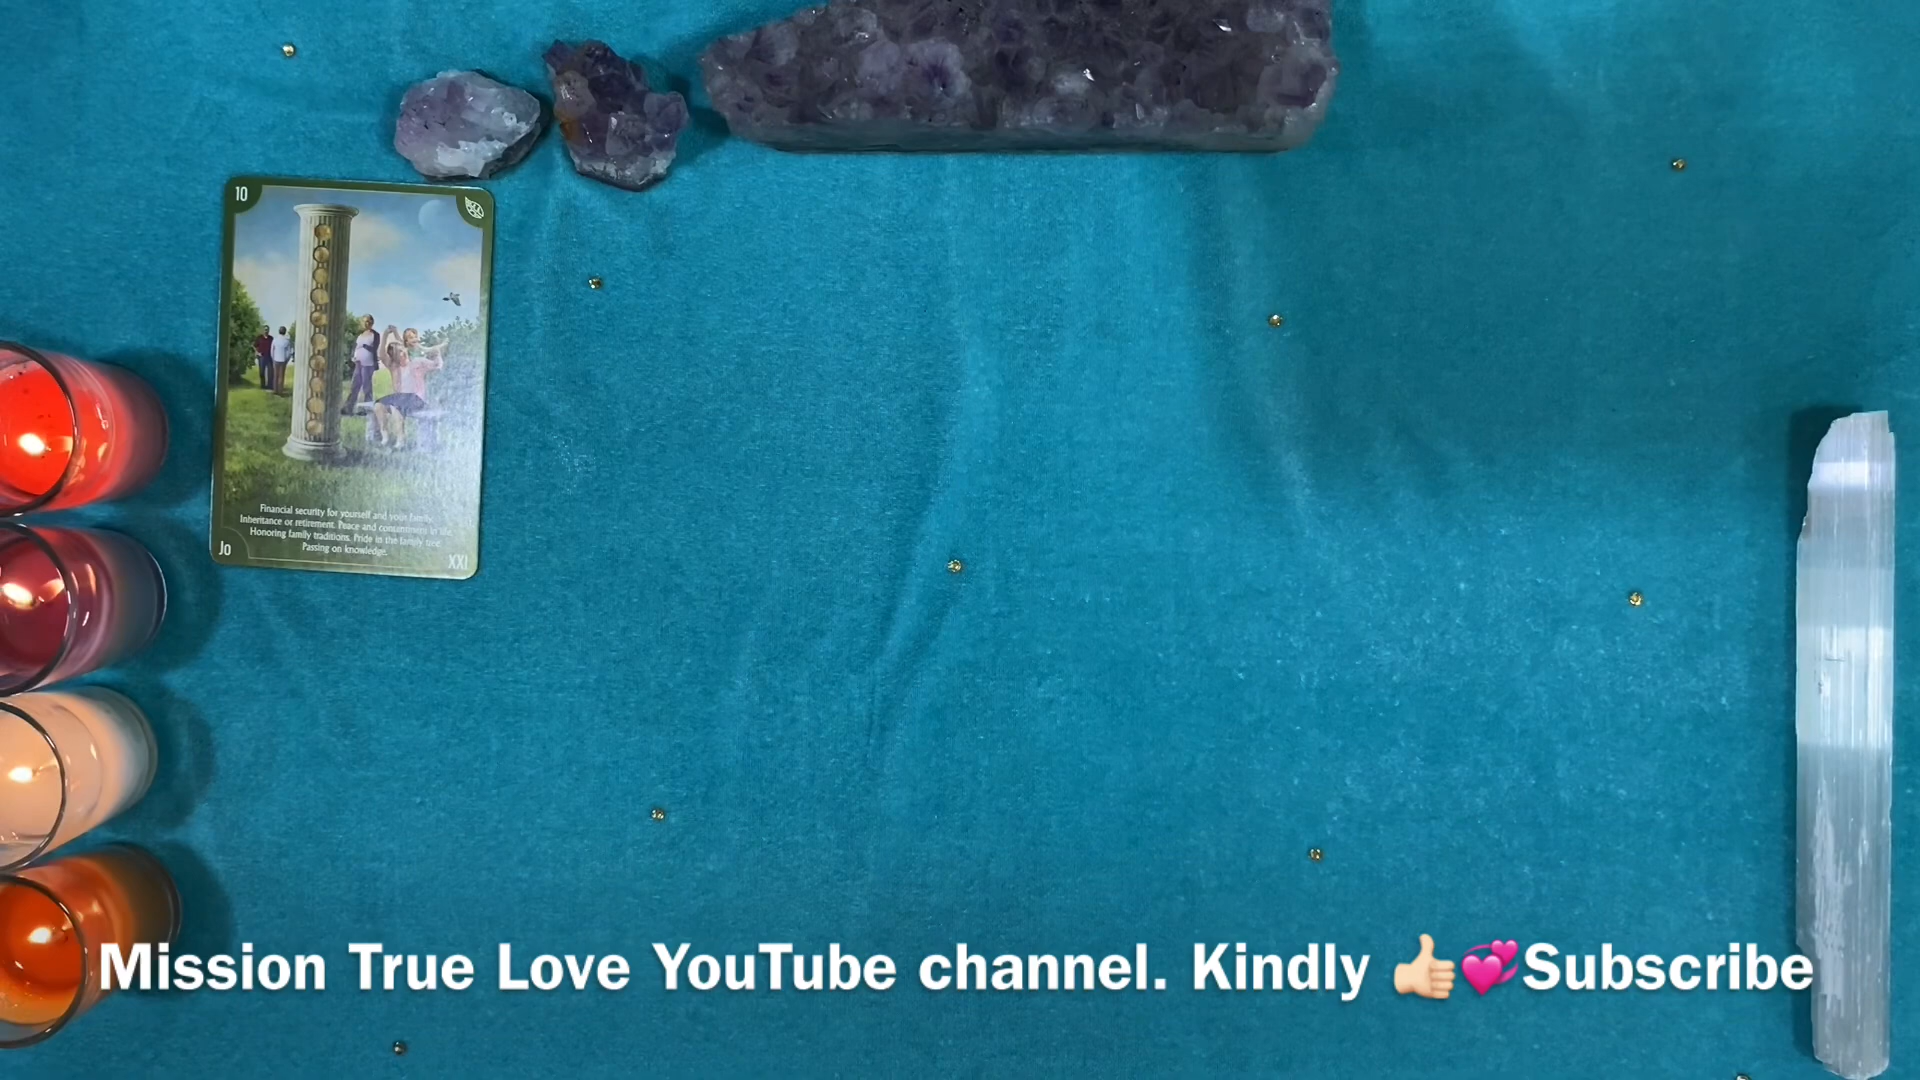 10
Financial security for yourself and your family.
Inheritance or retirement. Peace and contentment in life.
Honoring family traditions. Pride in the family tree.
Passing on knowledge.
Jo
XXI
Mission True Love YouTube channel. Kindly 👍🏻💞Subscribe